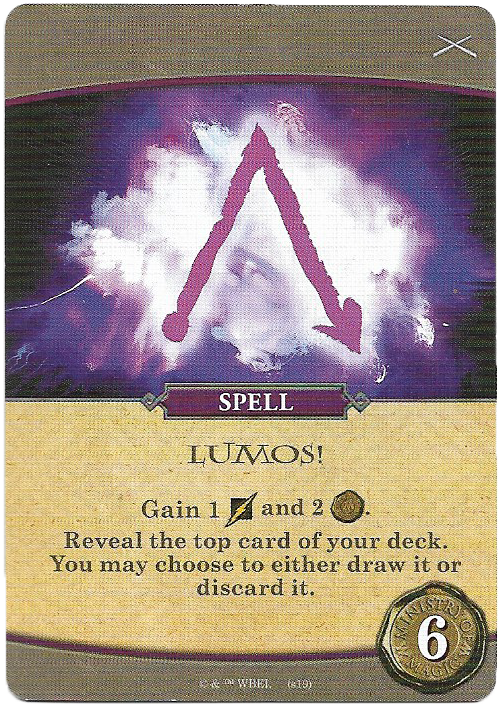 SPELL
LUMOS!
Gain 1 and 2 .
Reveal the top card of your deck.
You may choose to either draw it or
discard it.
MINISTRY OF
MAGIC
6
© & ™ WBEI. (s19)